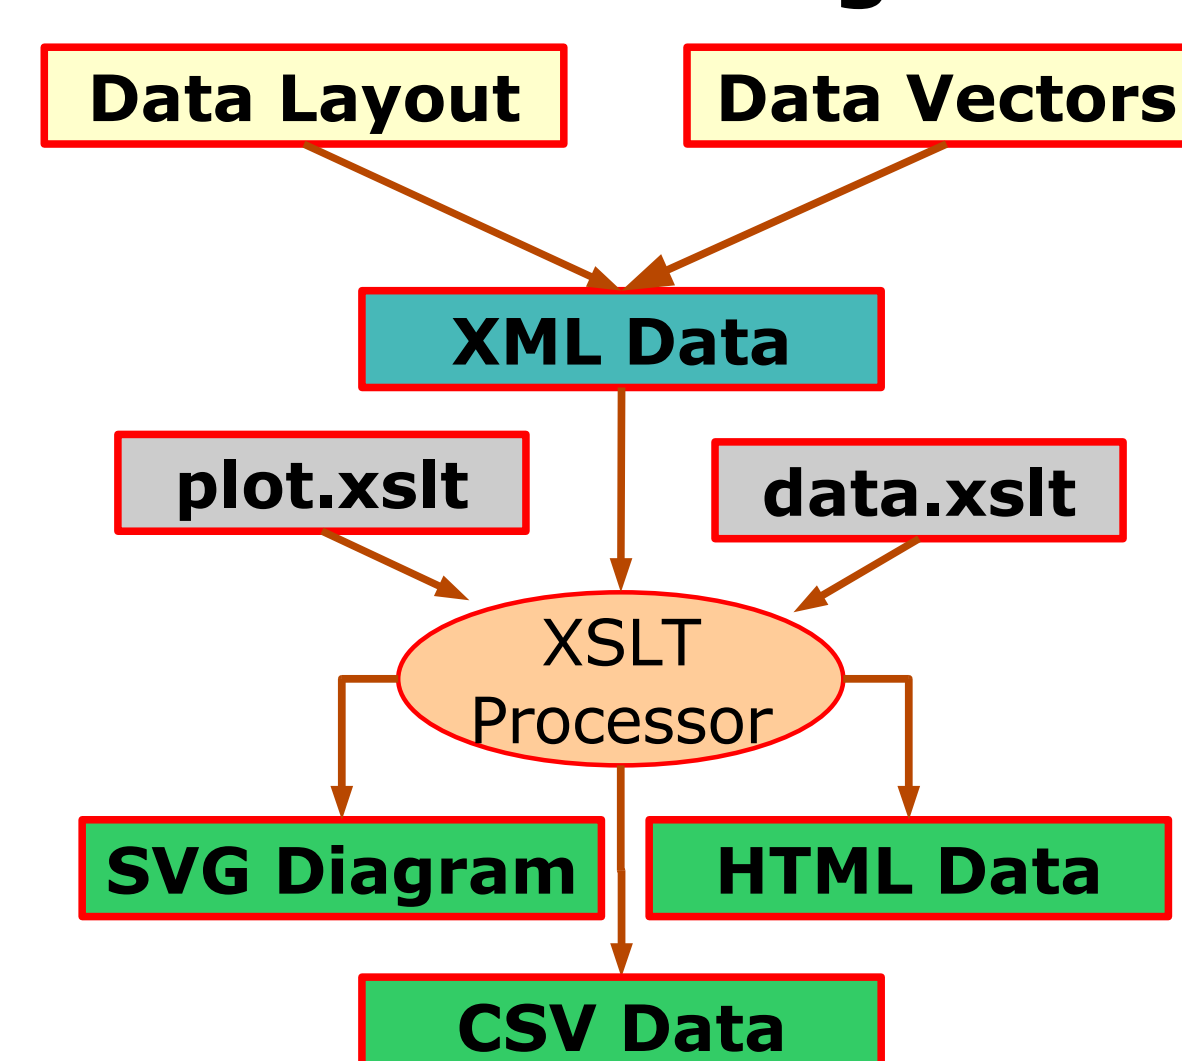 Data Layout
Data Vectors
XML Data
plot.xslt
data.xslt
XSLT
Processor
SVG Diagram
HTML Data
CSV Data